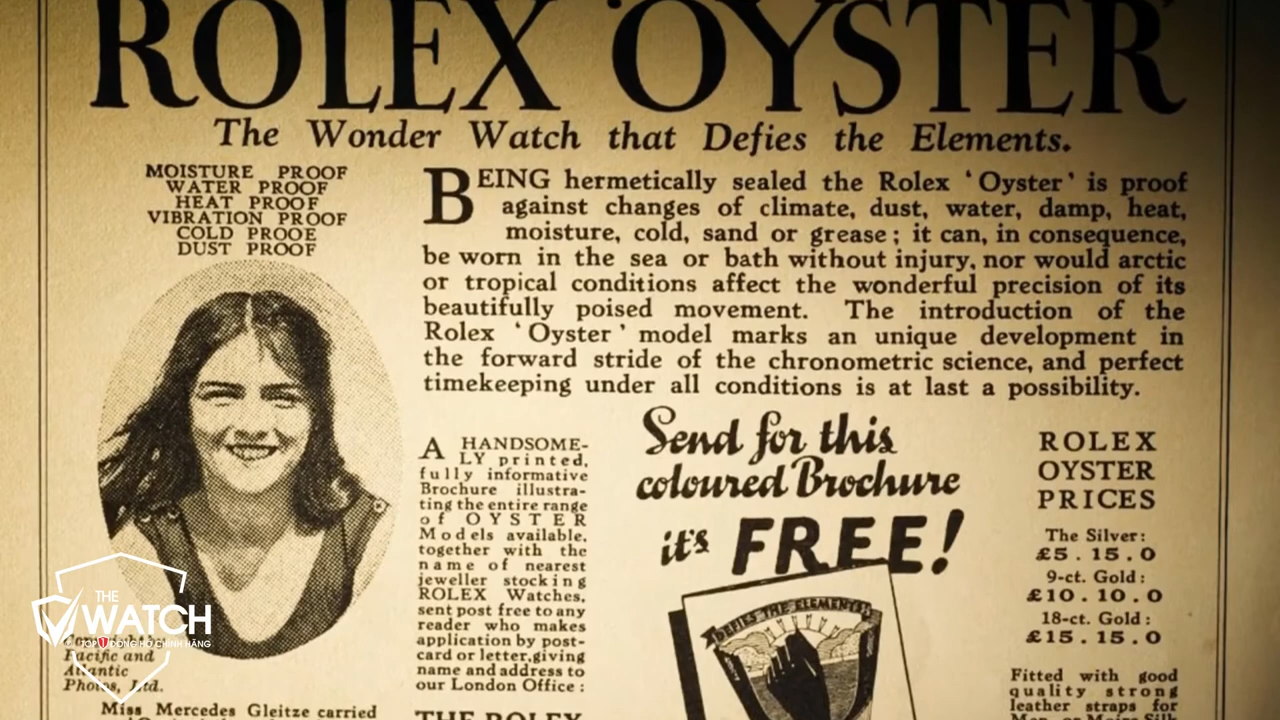 ROLEX 'OYSTER'
The Wonder Watch that Defies the Elements.
MOISTURE PROOF
WATER PROOF
HEAT PROOF
VIBRATION PROOF
COLD PROOF
DUST PROOF
BEING hermetically sealed the Rolex 'Oyster' is proof
against changes of climate, dust, water, damp, heat,
moisture, cold, sand or grease; it can, in consequence,
be worn in the sea or bath without injury, nor would arctic
or tropical conditions affect the wonderful precision of its
beautifully poised movement. The introduction of the
Rolex 'Oyster' model marks an unique development in
the forward stride of the chronometric science, and perfect
timekeeping under all conditions is at last a possibility.
A HANDSOME-
LY printed,
fully informative
Brochure illustra-
ting the entire range
of OYSTER
Models available,
together with the
name of nearest
jeweller stocking
ROLEX Watches,
sent post free to any
reader who makes
application by post-
card or letter, giving
name and address to
our London Office:
THE ROLEX
Send for this
coloured Brochure
it's FREE!
DEFIES THE ELEMENTS
ROLEX
OYSTER
PRICES
The Silver:
£5.15.0
9-ct. Gold:
£10.10.0
18-ct. Gold:
£15.15.0
Fitted with good
quality strong
leather straps for
THE
WATCH
TOP 1 ĐỒNG HỒ CHÍNH HÃNG
Pacific and
Atlantic
Photos, Ltd.
Miss Mercedes Gleitze carried